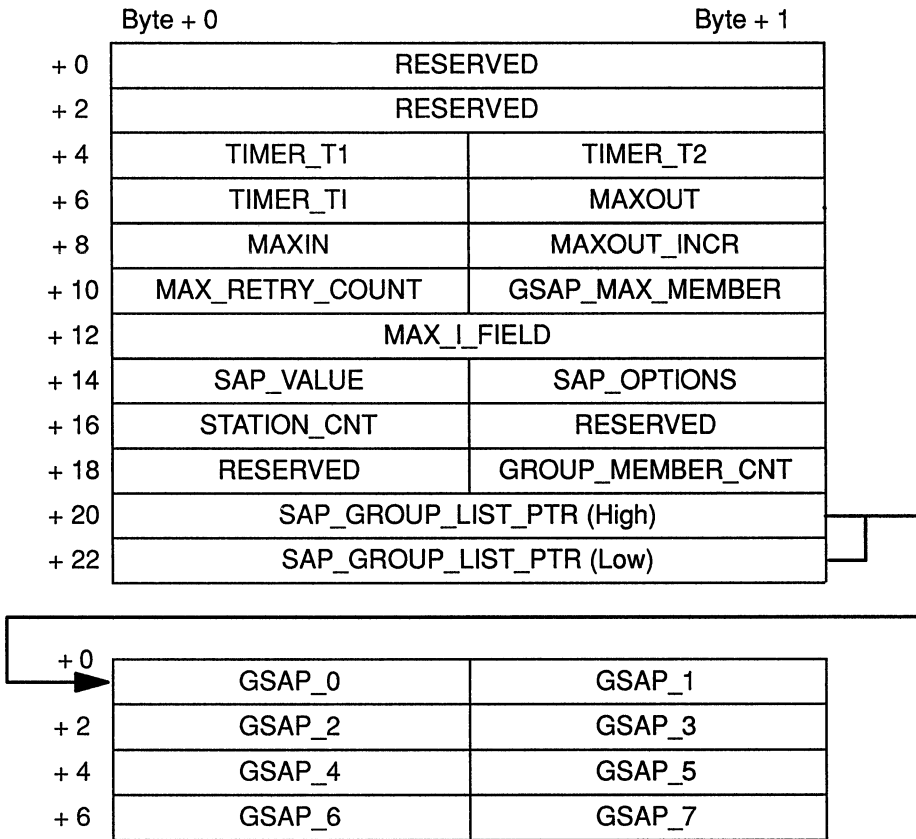 Byte + 0 Byte + 1
+ 0 RESERVED
+ 2 RESERVED
+ 4 TIMER_T1 TIMER_T2
+ 6 TIMER_TI MAXOUT
+ 8 MAXIN MAXOUT_INCR
+ 10 MAX_RETRY_COUNT GSAP_MAX_MEMBER
+ 12 MAX_I_FIELD
+ 14 SAP_VALUE SAP_OPTIONS
+ 16 STATION_CNT RESERVED
+ 18 RESERVED GROUP_MEMBER_CNT
+ 20 SAP_GROUP_LIST_PTR (High)
+ 22 SAP_GROUP_LIST_PTR (Low)
+ 0 GSAP_0 GSAP_1
+ 2 GSAP_2 GSAP_3
+ 4 GSAP_4 GSAP_5
+ 6 GSAP_6 GSAP_7